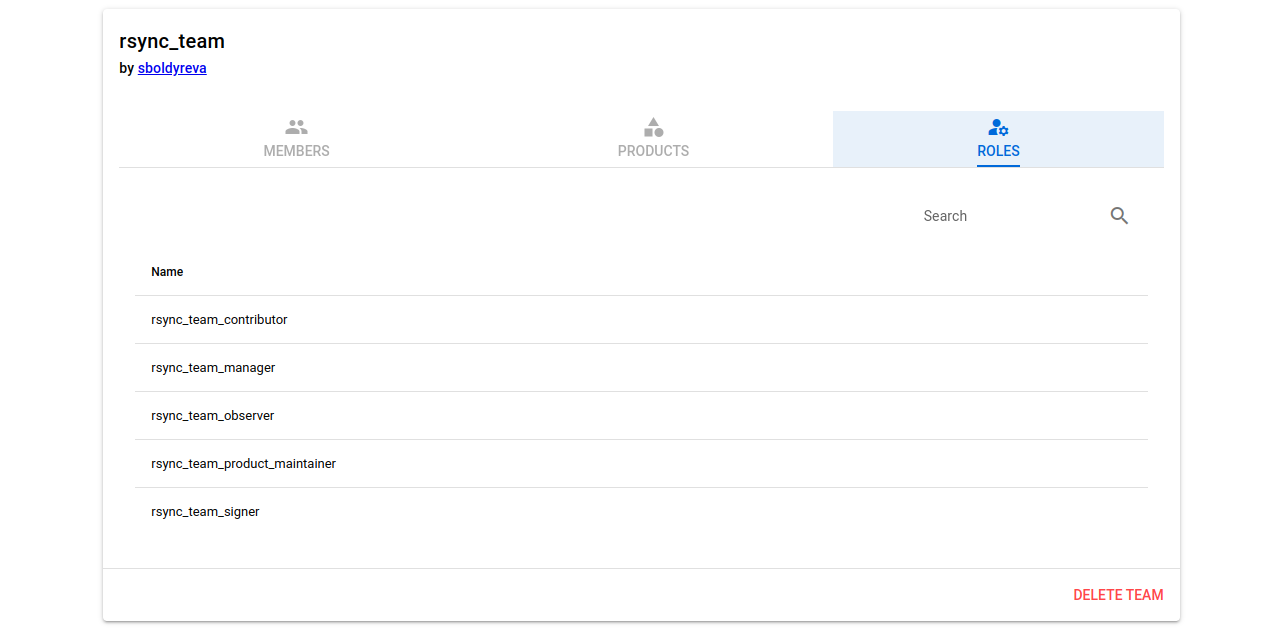 rsync_team
by sboldyreva
MEMBERS
PRODUCTS
ROLES
Search
Name
rsync_team_contributor
rsync_team_manager
rsync_team_observer
rsync_team_product_maintainer
rsync_team_signer
DELETE TEAM